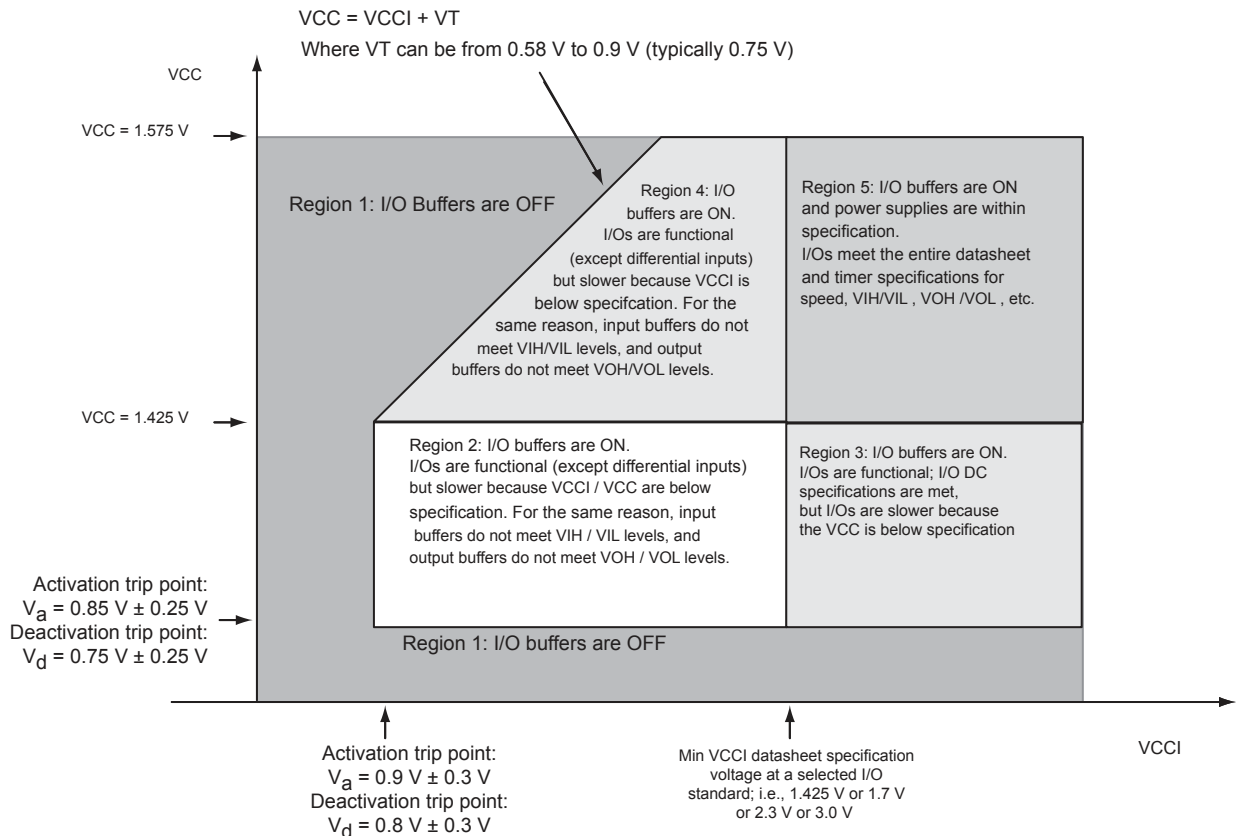 VCC = VCCI + VT
Where VT can be from 0.58 V to 0.9 V (typically 0.75 V)
VCC
VCC = 1.575 V
Region 1: I/O Buffers are OFF
Region 4: I/O
buffers are ON.
I/Os are functional
(except differential inputs)
but slower because VCCI is
below specifcation. For the
same reason, input buffers do not
meet VIH/VIL levels, and output
buffers do not meet VOH/VOL levels.
Region 5: I/O buffers are ON
and power supplies are within
specification.
I/Os meet the entire datasheet
and timer specifications for
speed, VIH/VIL , VOH /VOL , etc.
VCC = 1.425 V
Region 2: I/O buffers are ON.
I/Os are functional (except differential inputs)
but slower because VCCI / VCC are below
specification. For the same reason, input
buffers do not meet VIH / VIL levels, and
output buffers do not meet VOH / VOL levels.
Region 3: I/O buffers are ON.
I/Os are functional; I/O DC
specifications are met,
but I/Os are slower because
the VCC is below specification
Activation trip point:
Va = 0.85 V ± 0.25 V
Deactivation trip point:
Vd = 0.75 V ± 0.25 V
Region 1: I/O buffers are OFF
VCCI
Activation trip point:
Va = 0.9 V ± 0.3 V
Deactivation trip point:
Vd = 0.8 V ± 0.3 V
Min VCCI datasheet specification
voltage at a selected I/O
standard; i.e., 1.425 V or 1.7 V
or 2.3 V or 3.0 V